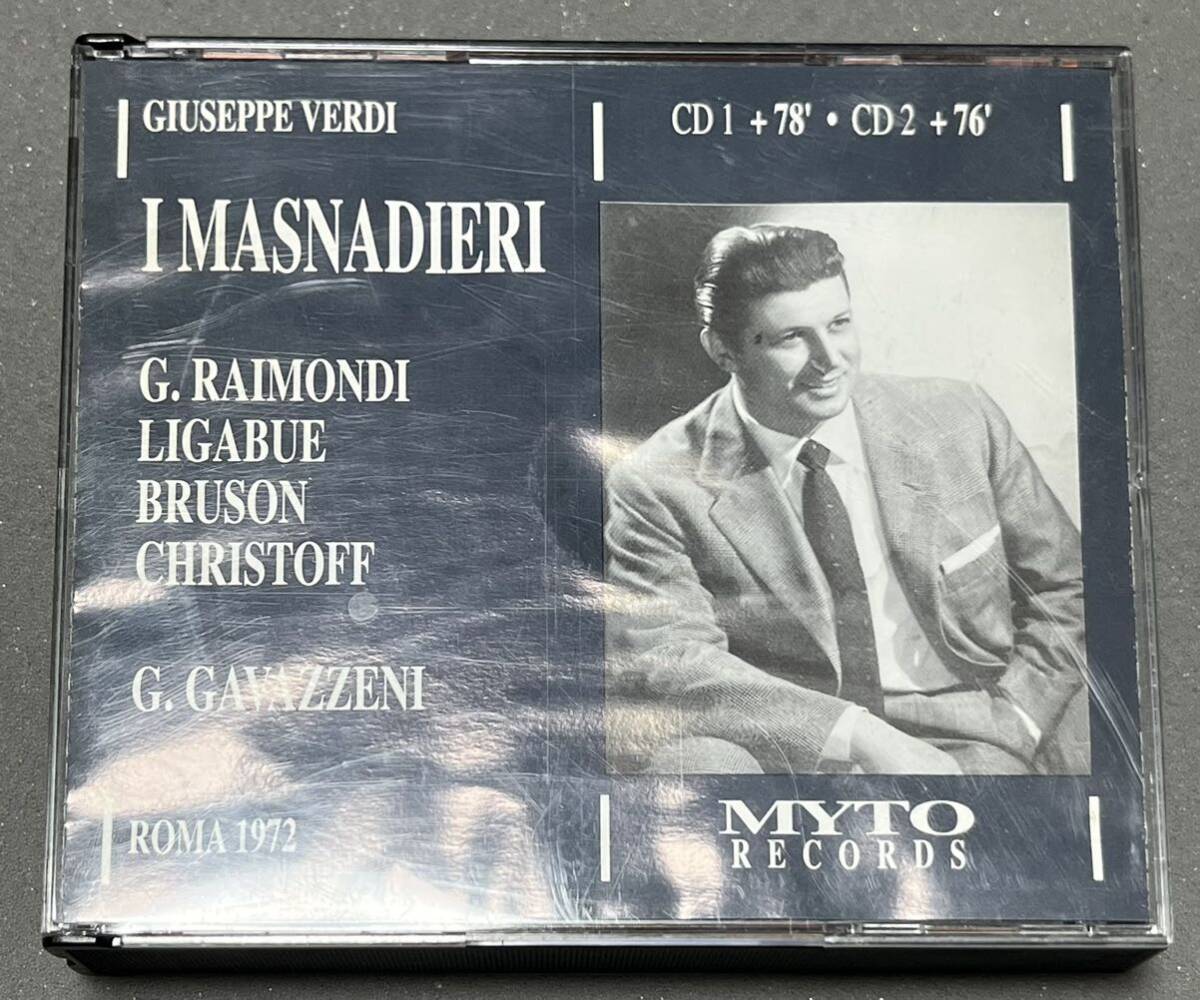 GIUSEPPE VERDI
CD 1 + 78' • CD 2 + 76'
I MASNADIERI
G. RAIMONDI
LIGABUE
BRUSON
CHRISTOFF
G. GAVAZZENI
ROMA 1972
MYTO
RECORDS